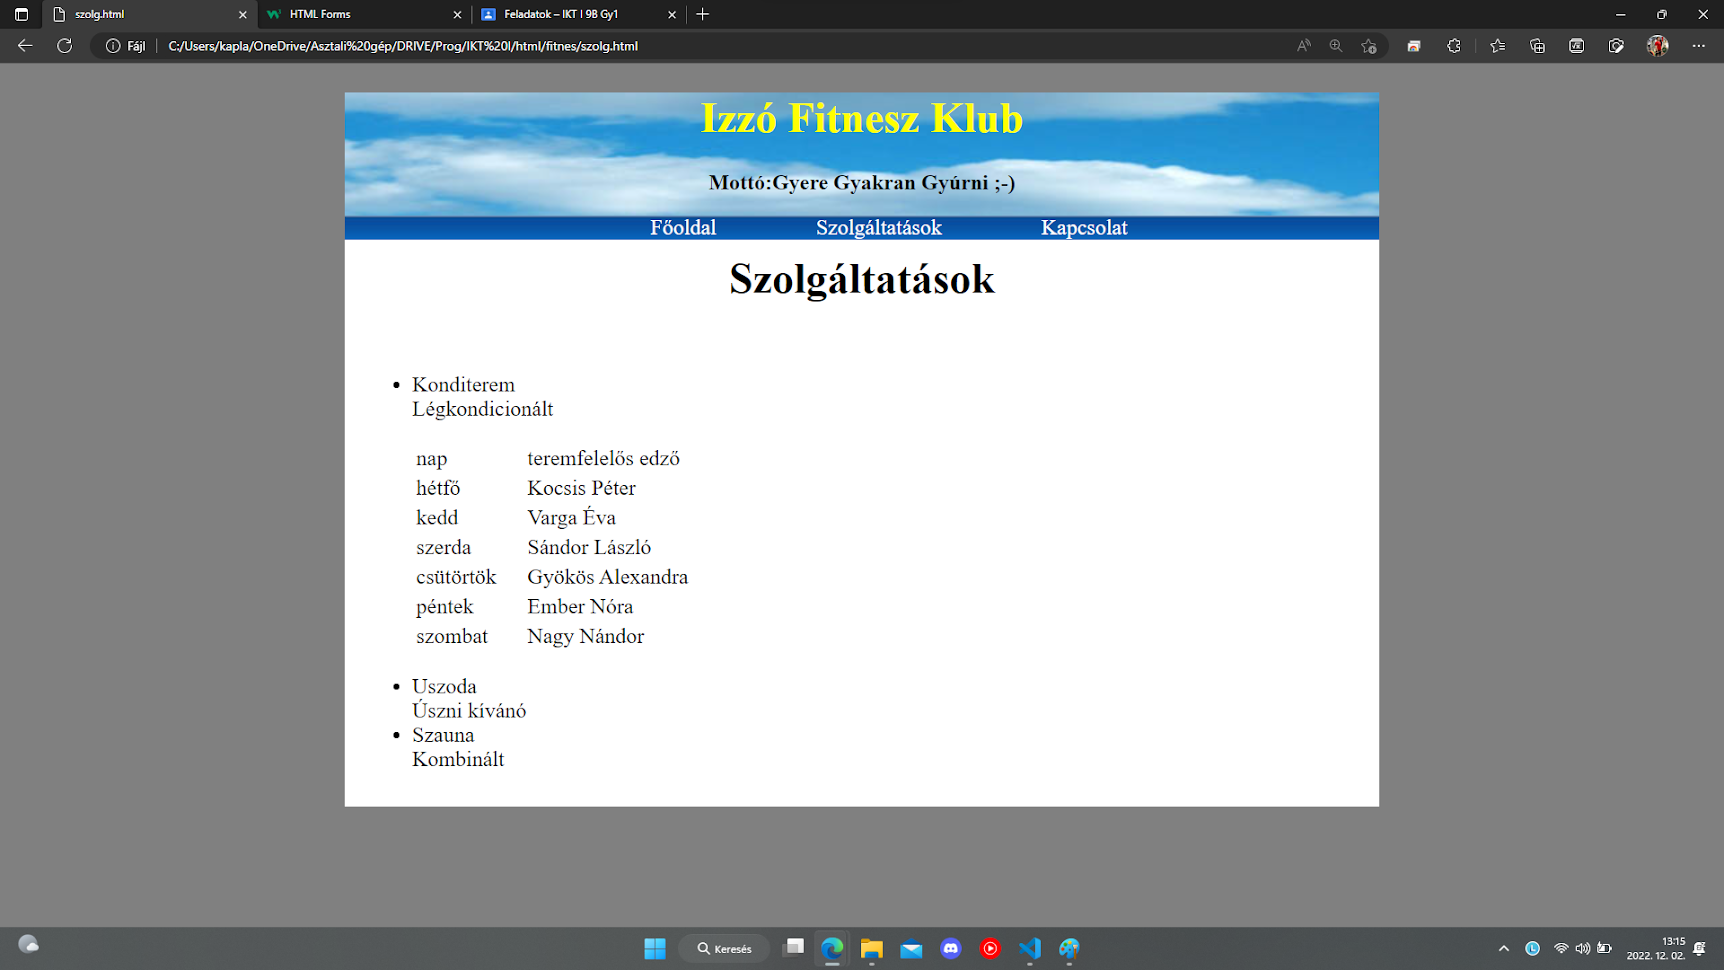 szolg.html
HTML Forms
Feladatok – IKT I 9B Gy1
Fájl
C:/Users/kapla/OneDrive/Asztali%20gép/DRIVE/Prog/IKT%20I/html/fitnes/szolg.html
Izzó Fitnesz Klub
Mottó:Gyere Gyakran Gyúrni ;-)
Főoldal Szolgáltatások Kapcsolat
Szolgáltatások
• Konditerem
Légkondicionált
nap teremfelelős edző
hétfő Kocsis Péter
kedd Varga Éva
szerda Sándor László
csütörtök Gyökös Alexandra
péntek Ember Nóra
szombat Nagy Nándor
• Uszoda
Úszni kívánó
• Szauna
Kombinált
Keresés
13:15
2022. 12. 02.